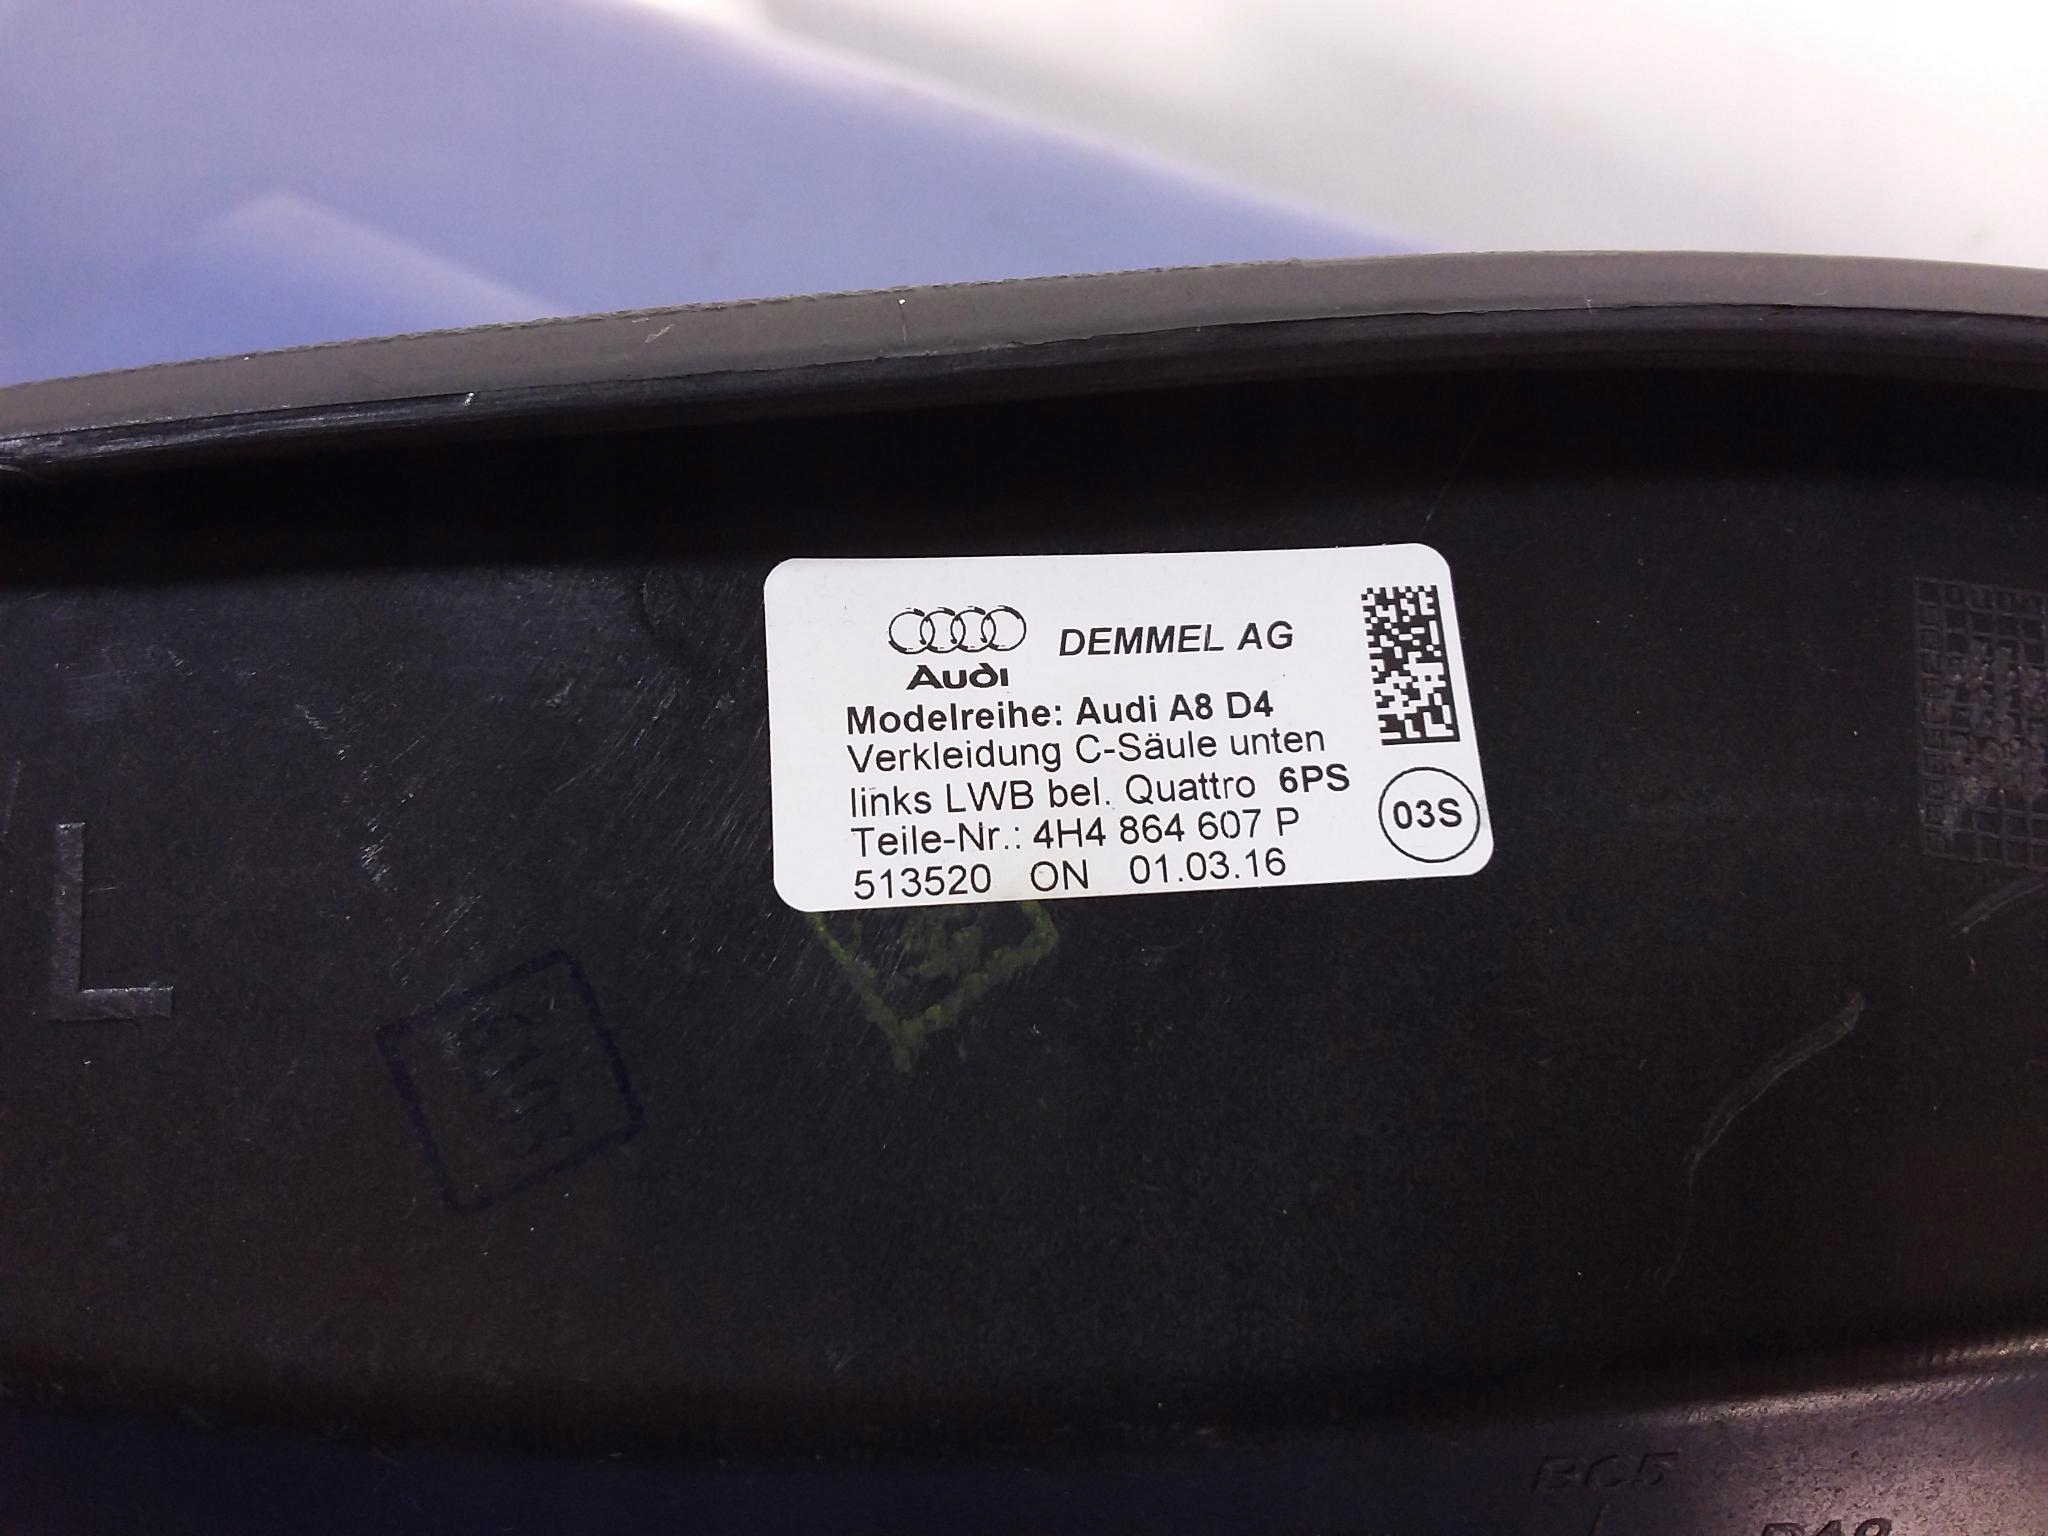 Audi
DEMMEL AG
Modelreihe: Audi A8 D4
Verkleidung C-Säule unten
links LWB bel. Quattro 6PS
Teile-Nr.: 4H4 864 607 P
513520 ON 01.03.16
03S
L
BC5